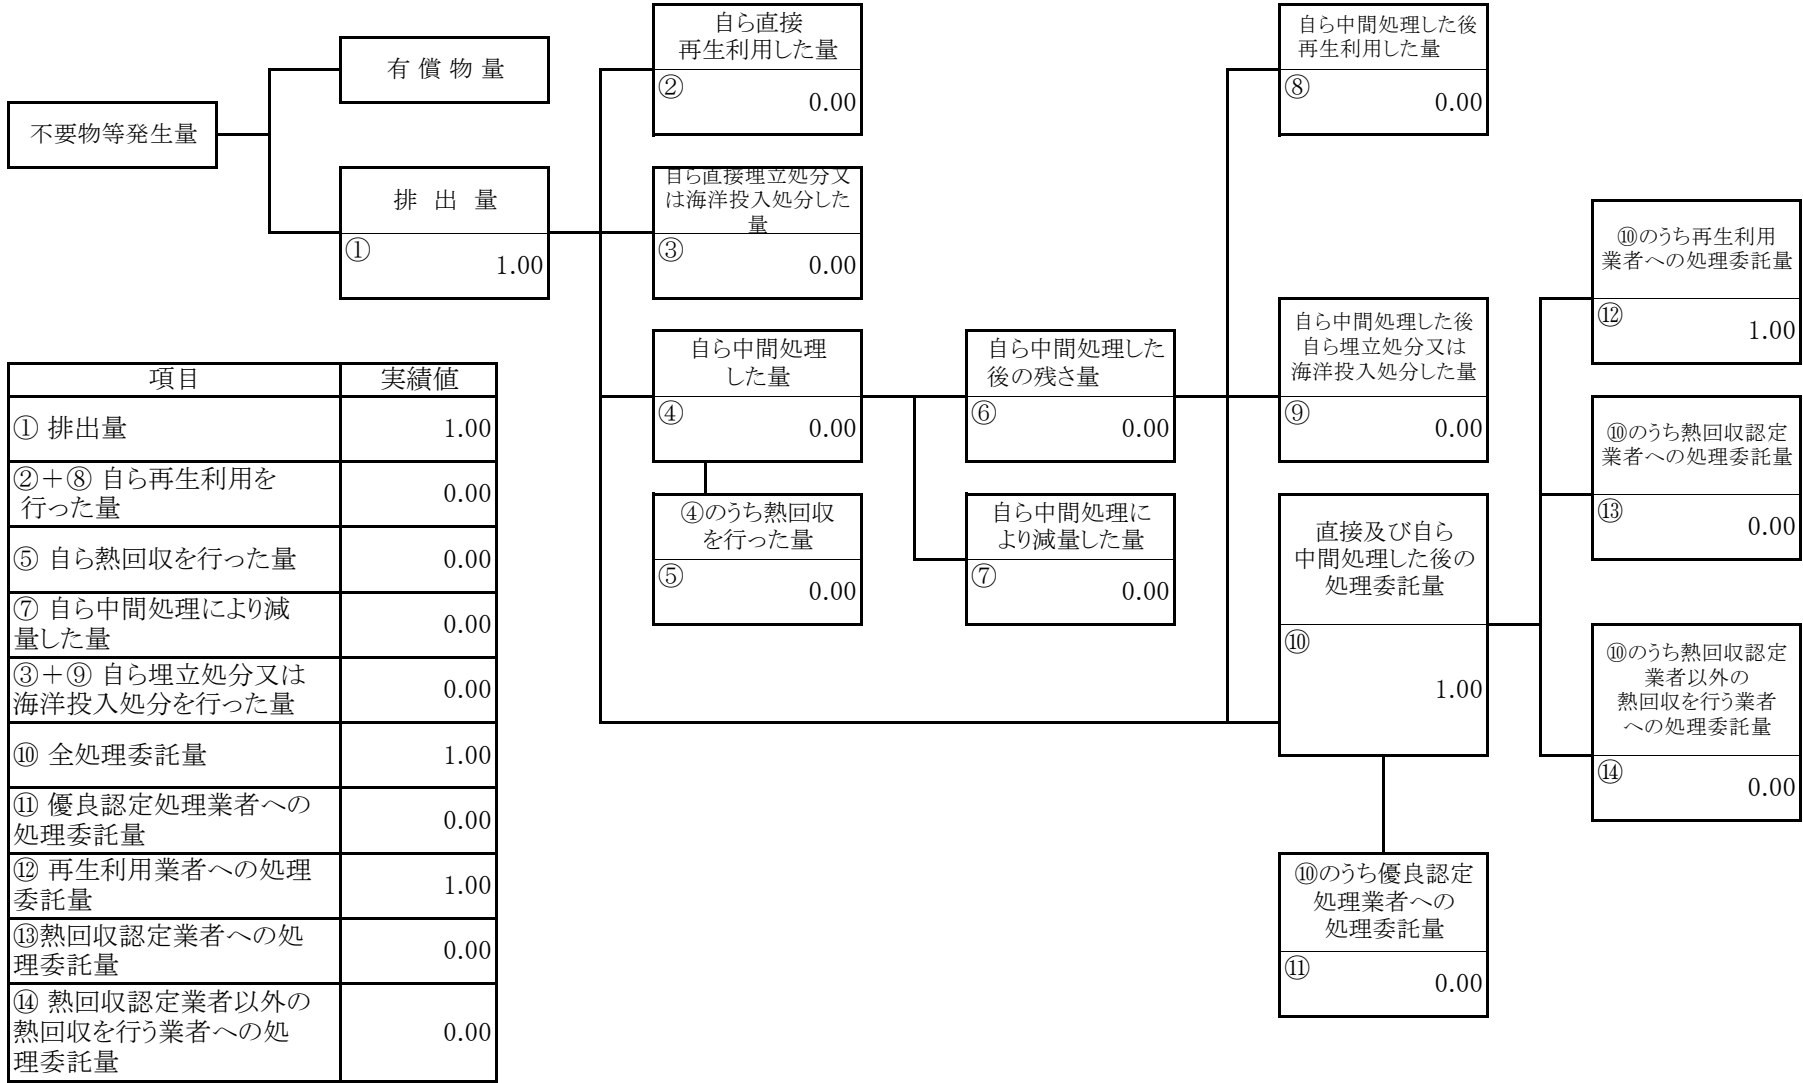 不要物等発生量
有 償 物 量
排 出 量
①
1.00
自ら直接
再生利用した量
②
0.00
自ら直接埋立処分又
は海洋投入処分した
量
③
0.00
自ら中間処理
した量
④
0.00
④のうち熱回収
を行った量
⑤
0.00
自ら中間処理した
後の残さ量
⑥
0.00
自ら中間処理に
より減量した量
⑦
0.00
自ら中間処理した後
再生利用した量
⑧
0.00
自ら中間処理した後
自ら埋立処分又は
海洋投入処分した量
⑨
0.00
直接及び自ら
中間処理した後の
処理委託量
⑩
1.00
⑩のうち優良認定
処理業者への
処理委託量
⑪
0.00
⑩のうち再生利用
業者への処理委託量
⑫
1.00
⑩のうち熱回収認定
業者への処理委託量
⑬
0.00
⑩のうち熱回収認定
業者以外の
熱回収を行う業者
への処理委託量
⑭
0.00
項目 実績値
① 排出量 1.00
②+⑧ 自ら再生利用を
行った量 0.00
⑤ 自ら熱回収を行った量 0.00
⑦ 自ら中間処理により減
量した量 0.00
③+⑨ 自ら埋立処分又は
海洋投入処分を行った量 0.00
⑩ 全処理委託量 1.00
⑪ 優良認定処理業者への
処理委託量 0.00
⑫ 再生利用業者への処理
委託量 1.00
⑬熱回収認定業者への処
理委託量 0.00
⑭ 熱回収認定業者以外の
熱回収を行う業者への処
理委託量 0.00